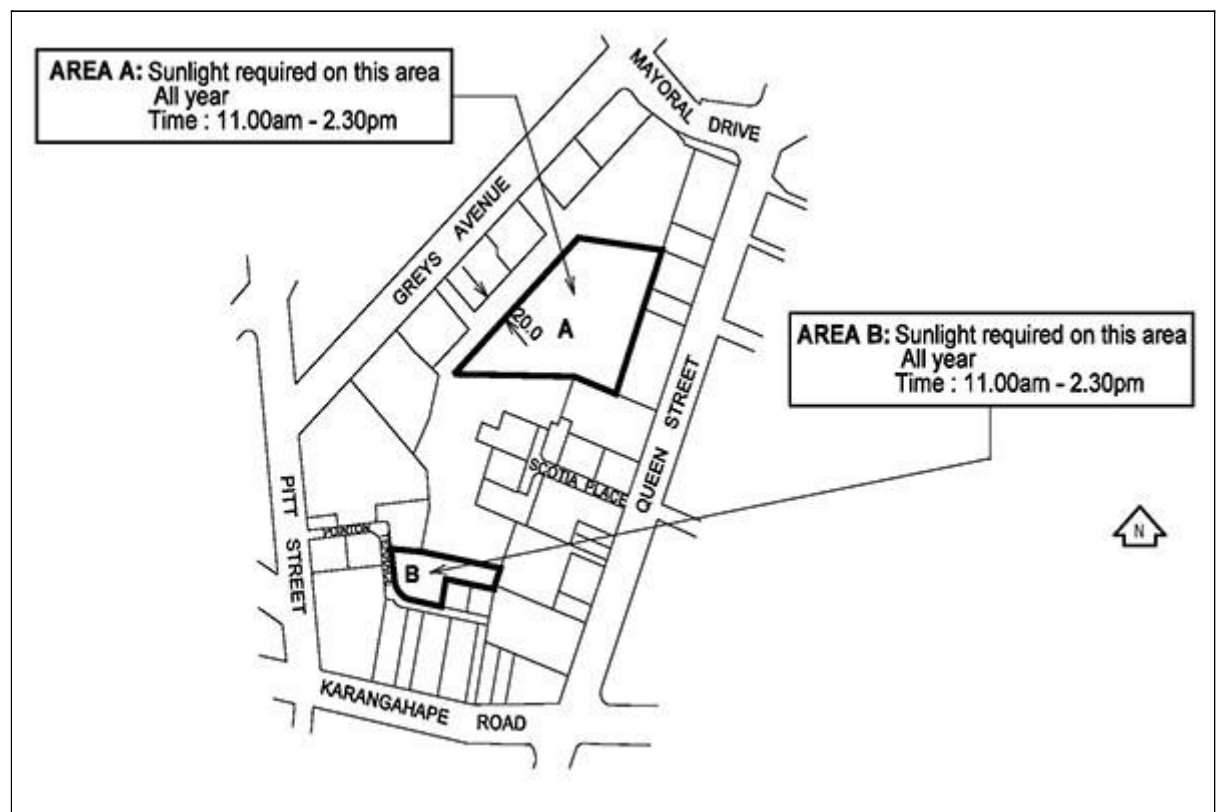 AREA A: Sunlight required on this area
All year
Time : 11.00am - 2.30pm
MAYORAL DRIVE
GREYS AVENUE
20.0
A
AREA B: Sunlight required on this area
All year
Time : 11.00am - 2.30pm
QUEEN STREET
SCOTIA PLACE
PITT STREET
N
B
KARANGAHAPE ROAD